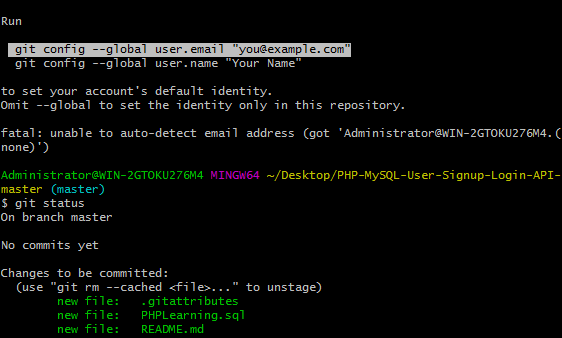 Run
git config --global user.email "you@example.com"
git config --global user.name "Your Name"
to set your account's default identity.
Omit --global to set the identity only in this repository.
fatal: unable to auto-detect email address (got 'Administrator@WIN-2GTOKU276M4.(
none)')
Administrator@WIN-2GTOKU276M4 MINGW64 ~/Desktop/PHP-MySQL-User-Signup-Login-API-
master (master)
$ git status
On branch master
No commits yet
Changes to be committed:
(use "git rm --cached <file>..." to unstage)
new file: .gitattributes
new file: PHPLearning.sql
new file: README.md